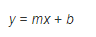 y = mx + b